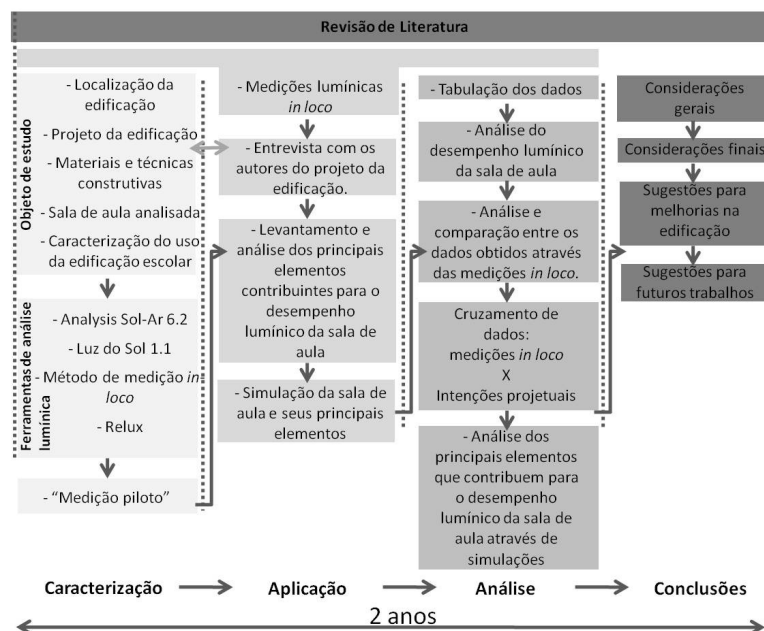 Revisão de Literatura
Objeto de estudo
- Localização da
edificação
- Projeto da edificação
- Materiais e técnicas
construtivas
- Sala de aula analisada
- Caracterização do uso
da edificação escolar
Ferramentas de análise
lumínica
- Analysis Sol-Ar 6.2
- Luz do Sol 1.1
- Método de medição in-
loco
- Relux
- “Medição piloto”
- Medições lumínicas
in loco
- Entrevista com os
autores do projeto da
edificação.
- Levantamento e
análise dos principais
elementos
contribuintes para o
desempenho
lumínico da sala de
aula
- Simulação da sala de
aula e seus principais
elementos
- Tabulação dos dados
- Análise do
desempenho lumínico
da sala de aula
- Análise e
comparação entre os
dados obtidos através
das medições in loco.
Cruzamento de
dados:
medições in loco
X
Intenções projetuais
- Análise dos
principais elementos
que contribuem para
o desempenho
lumínico da sala de
aula através de
simulações
Considerações
gerais
Considerações finais
Sugestões para
melhorias na
edificação
Sugestões para
futuros trabalhos
Caracterização
Aplicação
Análise
Conclusões
2 anos